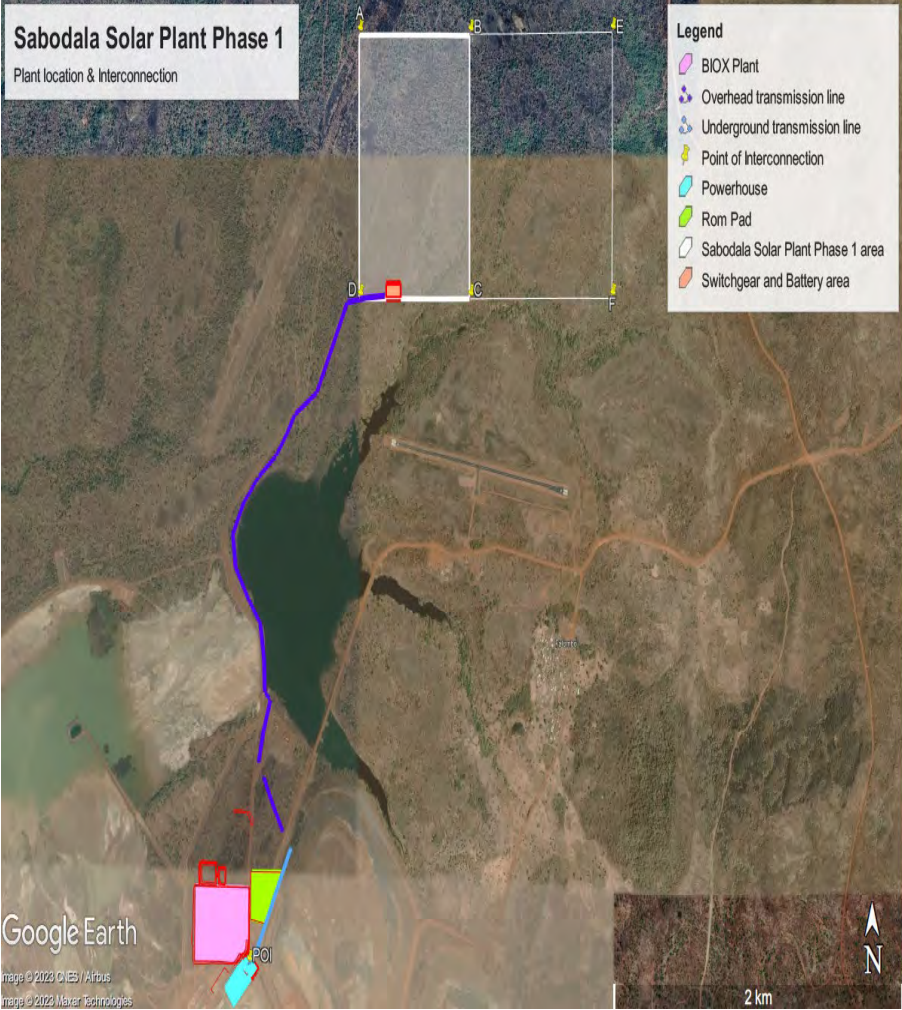 Sabodala Solar Plant Phase 1
Plant location & Interconnection
A
B
E
Legend
BIOX Plant
Overhead transmission line
Underground transmission line
Point of Interconnection
Powerhouse
Rom Pad
Sabodala Solar Plant Phase 1 area
Switchgear and Battery area
D
C
F
POI
Google Earth
Image © 2023 CNES / Airbus
Image © 2023 Maxar Technologies
N
2 km